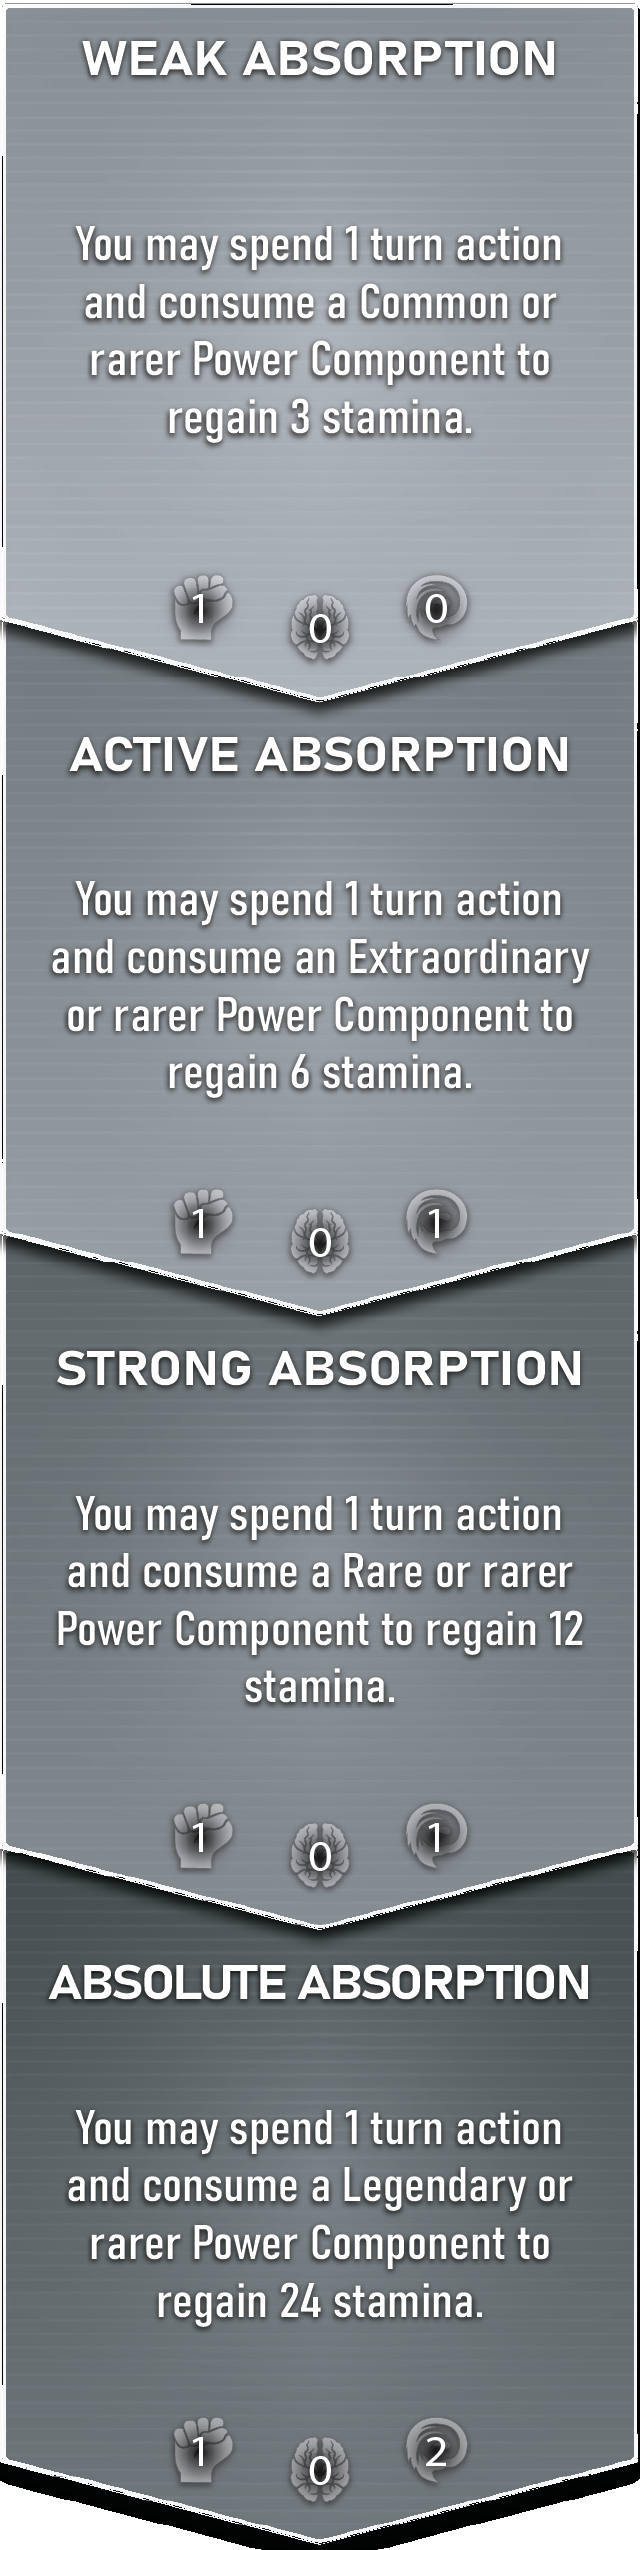 WEAK ABSORPTION
You may spend 1 turn action
and consume a Common or
rarer Power Component to
regain 3 stamina.
1 0 0
ACTIVE ABSORPTION
You may spend 1 turn action
and consume an Extraordinary
or rarer Power Component to
regain 6 stamina.
1 0 1
STRONG ABSORPTION
You may spend 1 turn action
and consume a Rare or rarer
Power Component to regain 12
stamina.
1 0 1
ABSOLUTE ABSORPTION
You may spend 1 turn action
and consume a Legendary or
rarer Power Component to
regain 24 stamina.
1 0 2